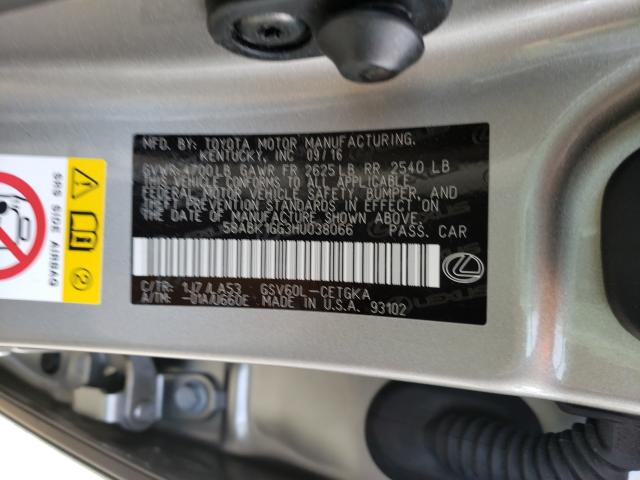 MFD. BY: TOYOTA MOTOR MANUFACTURING,
KENTUCKY, INC 09/16
GVWR 4700LB GAWR FR 2625LB RR 2540 LB
THIS VEHICLE CONFORMS TO ALL APPLICABLE
FEDERAL MOTOR VEHICLE SAFETY, BUMPER, AND
THEFT PREVENTION STANDARDS IN EFFECT ON
THE DATE OF MANUFACTURE SHOWN ABOVE.
58ABK1GG3HU038066 PASS. CAR
C/TR: 1J7/LA53 GSV60L-CETGKA
A/TM: -01A/U660E MADE IN U.S.A. 93102
LEXUS
SRS SIDE AIRBAG
2